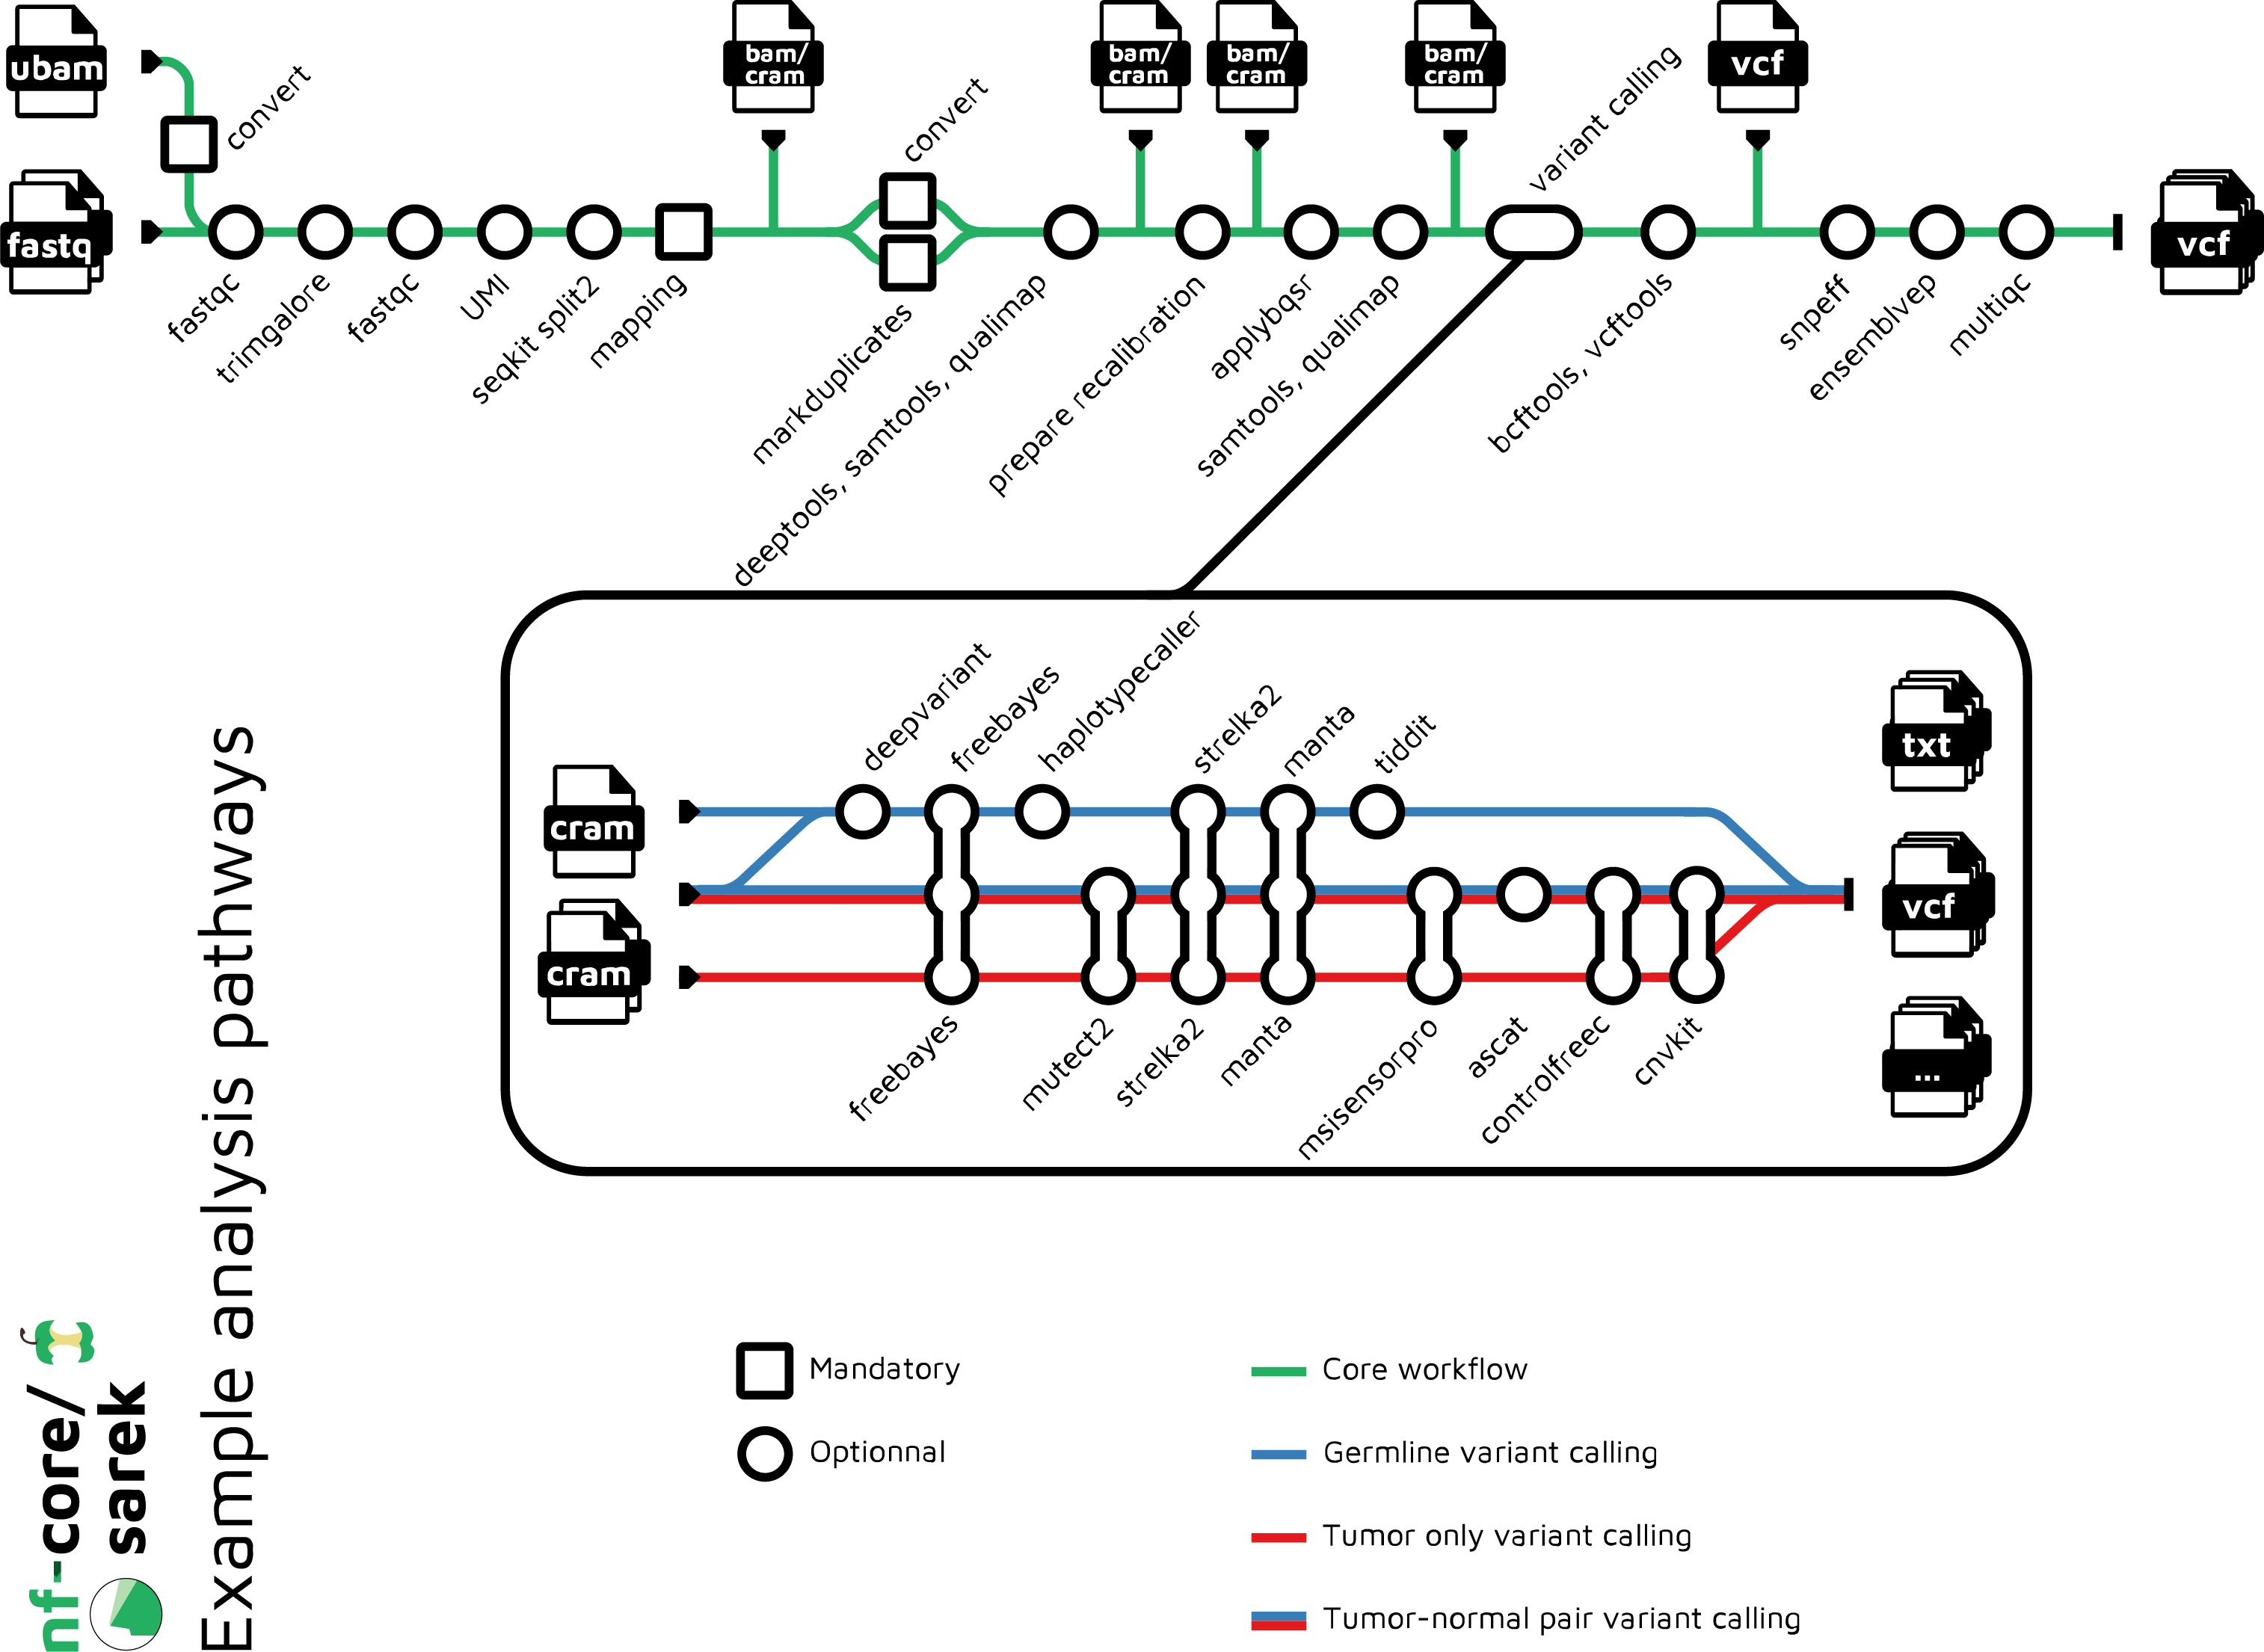 ubam
convert
fastq
fastqc
trimgalore
fastqc
UMI
seqkit split2
mapping
bam/
cram
convert
markduplicates
deeptools, samtools, qualimap
bam/
cram
prepare recalibration
bam/
cram
applybqsr
samtools, qualimap
bam/
cram
variant calling
bcftools, vcftools
vcf
snpeff
ensemblvep
multiqc
vcf
cram
cram
deepvariant
freebayes
haplotypecaller
strelka2
manta
tiddit
freebayes
mutect2
strelka2
manta
msisensorpro
ascat
controlfreec
cnvkit
txt
vcf
...
nf-core/
sarek
Example analysis pathways
Mandatory
Optionnal
Core workflow
Germline variant calling
Tumor only variant calling
Tumor-normal pair variant calling